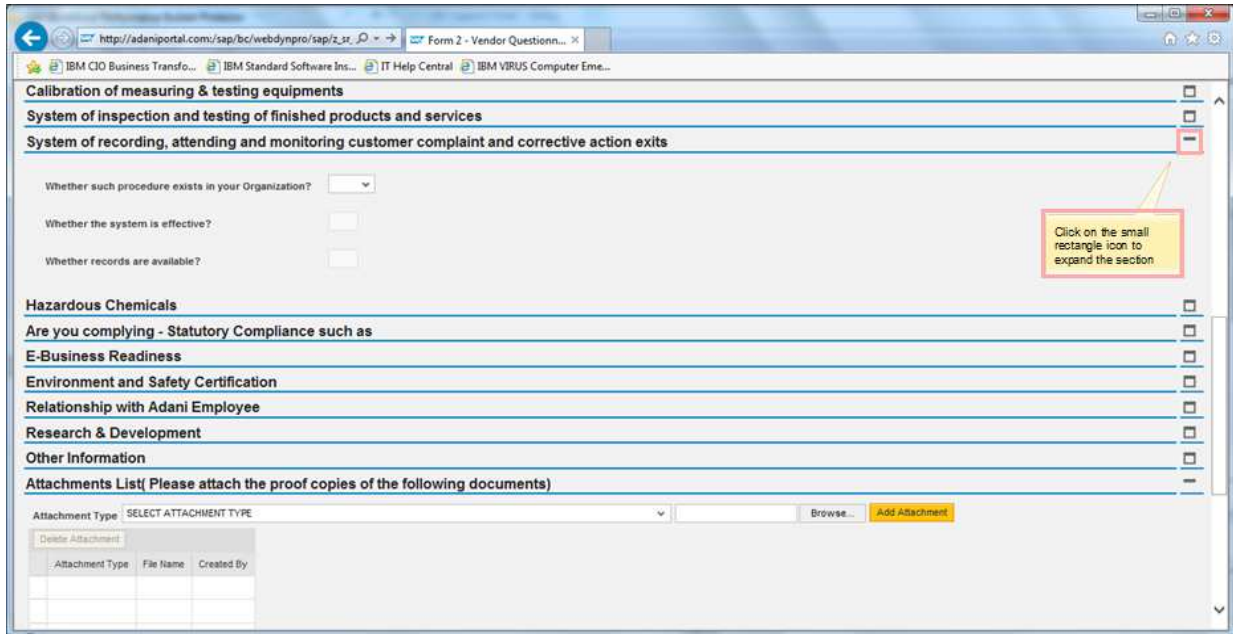 http://adaniportal.com:/sap/bc/webdynpro/sap/z_sr_
Form 2 - Vendor Questionn...
IBM CIO Business Transfo... IBM Standard Software Ins... IT Help Central IBM VIRUS Computer Eme...
Calibration of measuring & testing equipments
System of inspection and testing of finished products and services
System of recording, attending and monitoring customer complaint and corrective action exits
Whether such procedure exists in your Organization?
Whether the system is effective?
Whether records are available?
Click on the small
rectangle icon to
expand the section
Hazardous Chemicals
Are you complying - Statutory Compliance such as
E-Business Readiness
Environment and Safety Certification
Relationship with Adani Employee
Research & Development
Other Information
Attachments List( Please attach the proof copies of the following documents)
Attachment Type SELECT ATTACHMENT TYPE Browse... Add Attachment
Delete Attachment
Attachment Type File Name Created By